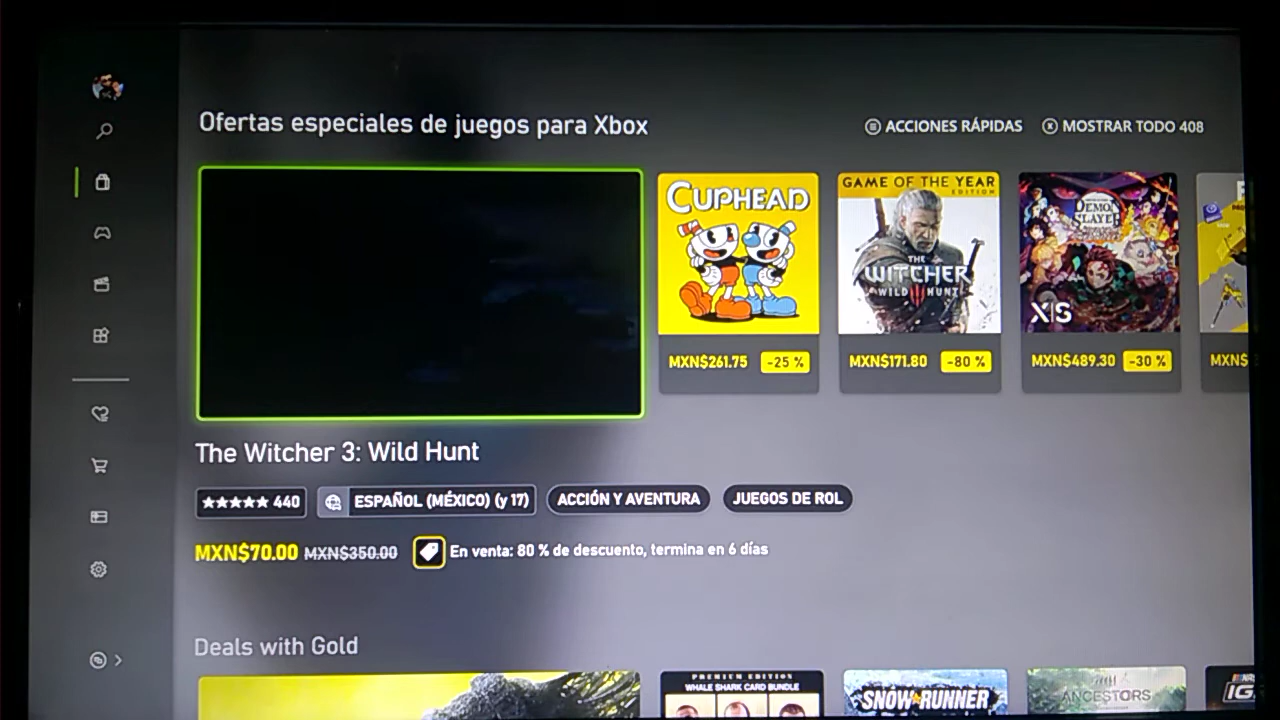 Ofertas especiales de juegos para Xbox
ACCIONES RÁPIDAS
MOSTRAR TODO 408
CUPHEAD
MXN$261.75 -25 %
GAME OF THE YEAR
EDITION
THE
WITCHER
WILD HUNT
MXN$171.80 -80 %
DEMON
SLAYER
X|S
MXN$489.30 -30 %
MXN$
The Witcher 3: Wild Hunt
★★★★★ 440
ESPAÑOL (MÉXICO) (y 17)
ACCIÓN Y AVENTURA
JUEGOS DE ROL
MXN$70.00 MXN$350.00 En venta: 80 % de descuento, termina en 6 días
Deals with Gold
PREMIUM EDITION
WHALE SHARK CARD BUNDLE
SNOWRUNNER
ANCESTORS